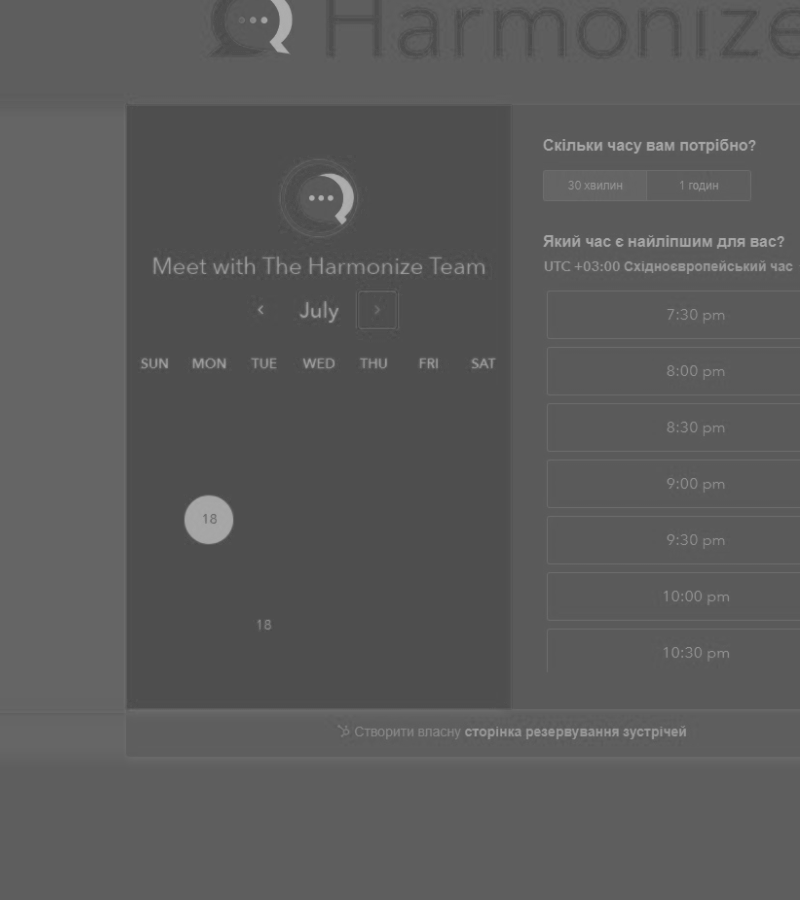 Harmonize
Meet with The Harmonize Team
July
SUN MON TUE WED THU FRI SAT
18
18
Скільки часу вам потрібно?
30 хвилин 1 годин
Який час є найліпшим для вас?
UTC +03:00 Східноєвропейський час
7:30 pm
8:00 pm
8:30 pm
9:00 pm
9:30 pm
10:00 pm
10:30 pm
Створити власну сторінка резервування зустрічей